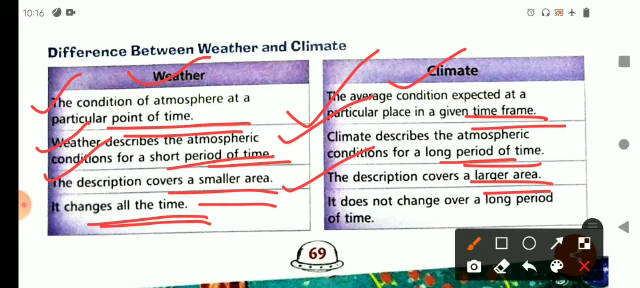 10:16
Difference Between Weather and Climate
Weather
The condition of atmosphere at a
particular point of time.
Weather describes the atmospheric
conditions for a short period of time.
The description covers a smaller area.
It changes all the time.
Climate
The average condition expected at a
particular place in a given time frame.
Climate describes the atmospheric
conditions for a long period of time.
The description covers a larger area.
It does not change over a long period
of time.
69